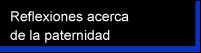 Reflexiones acerca
de la paternidad